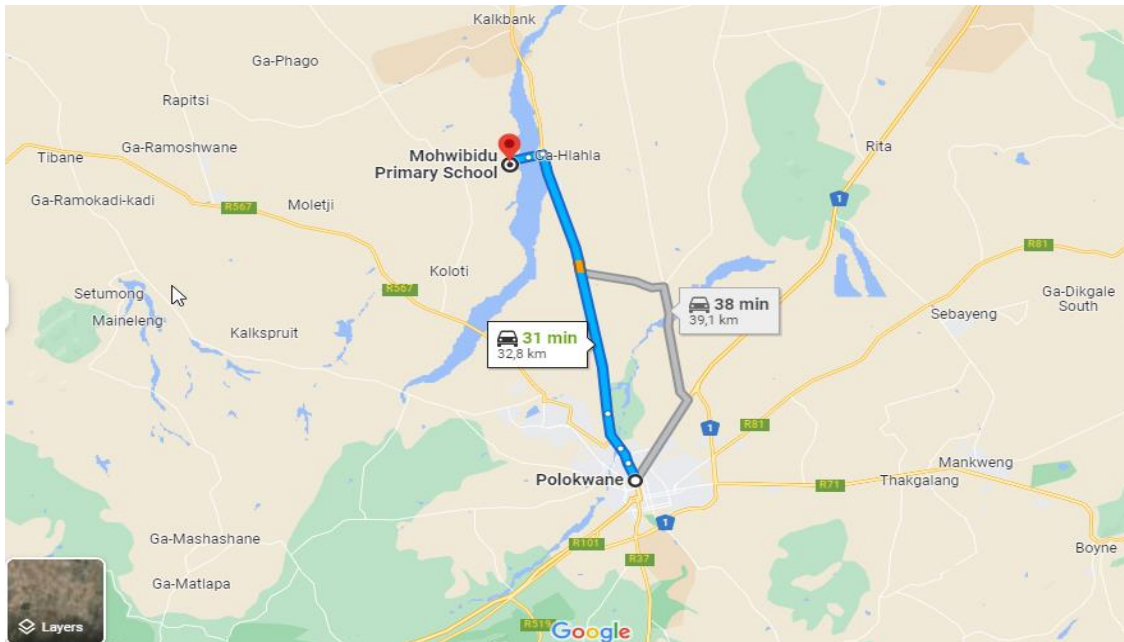 Kalkbank
Ga-Phago
Rapitsi
Ga-Ramoshwane
Tibane
Mohwibidu
Primary School
Ga-Hlahla
Rita
1
Ga-Ramokadi-kadi
R567
Moletji
R81
Koloti
R567
Setumong
Maineleng
Kalkspruit
38 min
39,1 km
Ga-Dikgale
South
Sebayeng
31 min
32,8 km
1
R81
Polokwane
R71
Mankweng
Thakgalang
1
Ga-Mashashane
R101
R37
Boyne
Ga-Matlapa
Layers
R519
Google